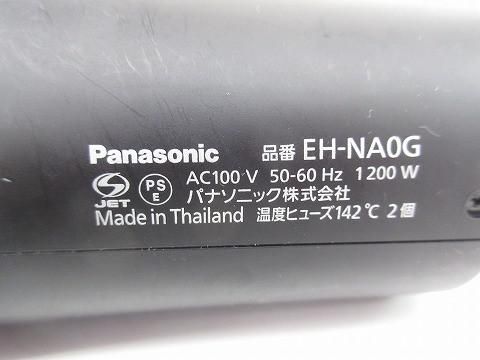 Panasonic 品番 EH-NA0G
JET PS E AC100 V 50-60 Hz 1200 W
パナソニック株式会社
Made in Thailand 温度ヒューズ142℃ 2個